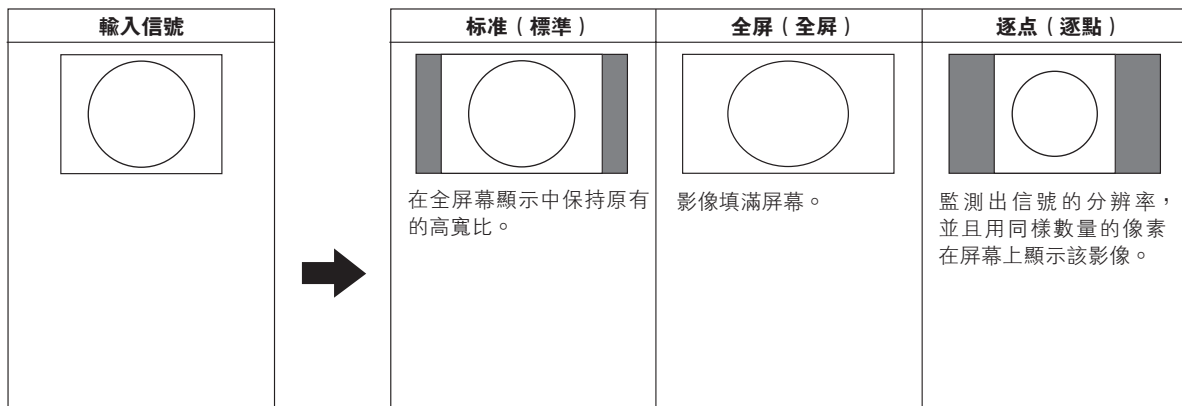 輸入信號
标准（標準）
全屏（全屏）
逐点（逐點）
在全屏幕顯示中保持原有
的高寬比。
影像填滿屏幕。
監測出信號的分辨率，
並且用同樣數量的像素
在屏幕上顯示該影像。